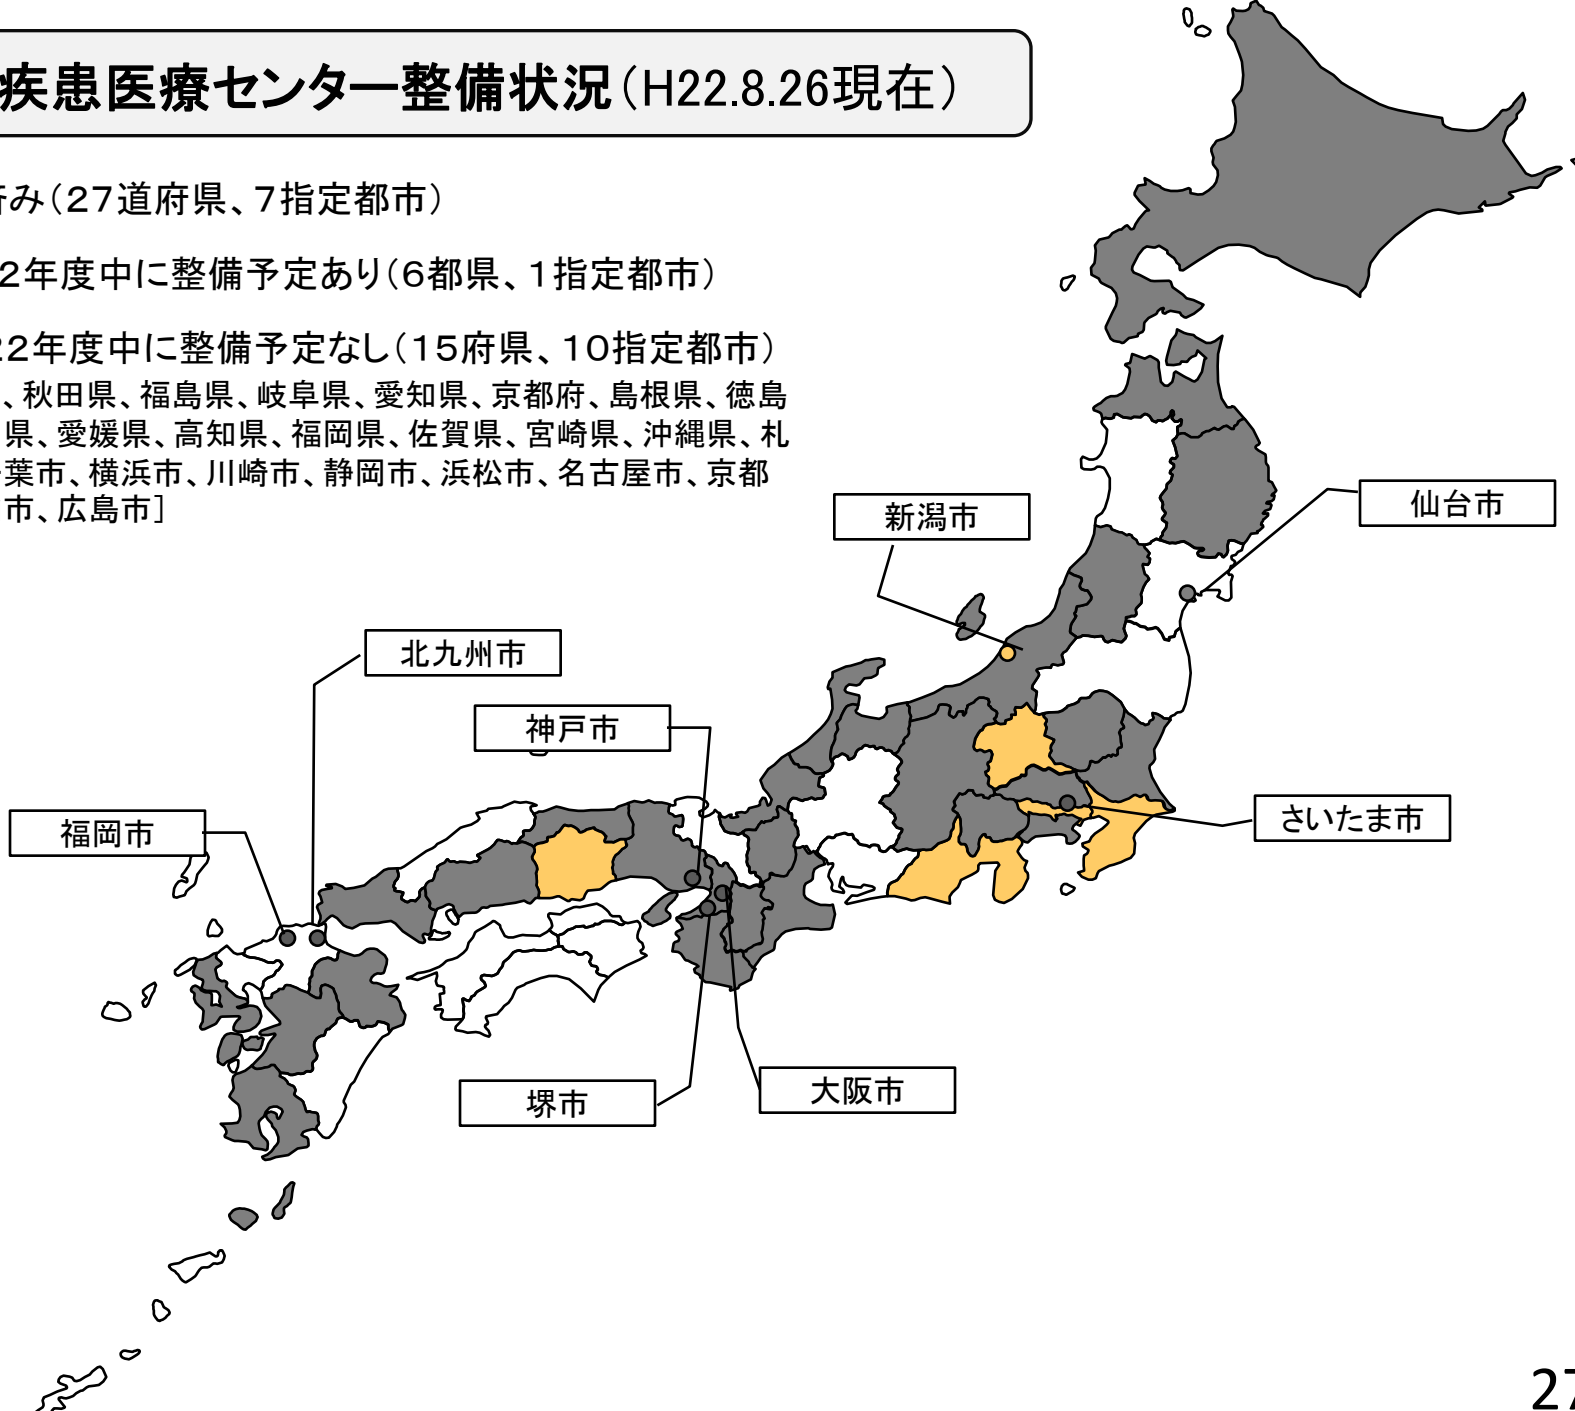 疾患医療センター整備状況（H22.8.26現在）
済み（27道府県、7指定都市）
2年度中に整備予定あり（6都県、1指定都市）
22年度中に整備予定なし（15府県、10指定都市）
、秋田県、福島県、岐阜県、愛知県、京都府、島根県、徳島
県、愛媛県、高知県、福岡県、佐賀県、宮崎県、沖縄県、札
葉市、横浜市、川崎市、静岡市、浜松市、名古屋市、京都
市、広島市］
新潟市
仙台市
北九州市
神戸市
福岡市
さいたま市
堺市
大阪市
27